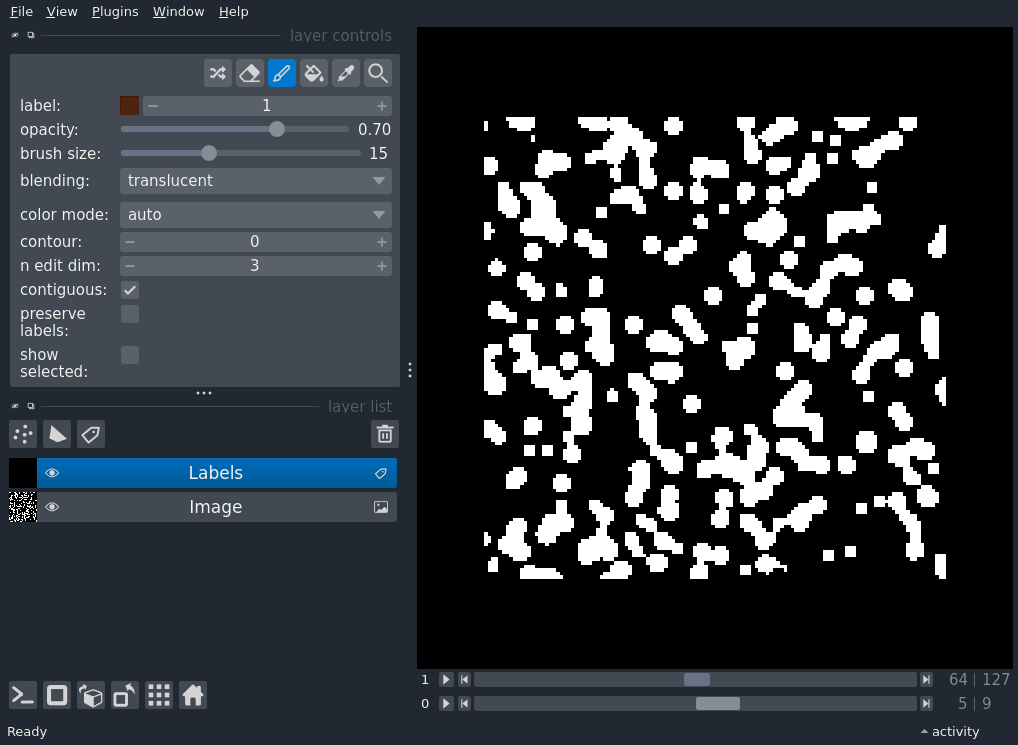 File View Plugins Window Help
layer controls
label: 1
opacity: 0.70
brush size: 15
blending: translucent
color mode: auto
contour: 0
n edit dim: 3
contiguous:
preserve
labels:
show
selected:
layer list
Labels
Image
1 64 | 127
0 5 | 9
Ready activity